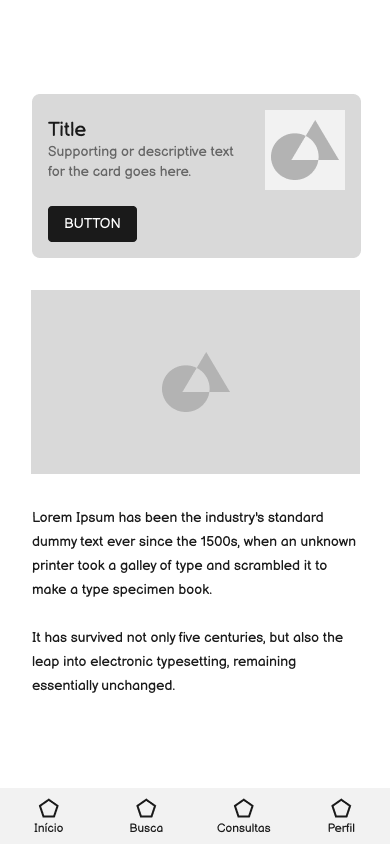 Title
Supporting or descriptive text
for the card goes here.
BUTTON
Lorem Ipsum has been the industry's standard
dummy text ever since the 1500s, when an unknown
printer took a galley of type and scrambled it to
make a type specimen book.
It has survived not only five centuries, but also the
leap into electronic typesetting, remaining
essentially unchanged.
Início Busca Consultas Perfil